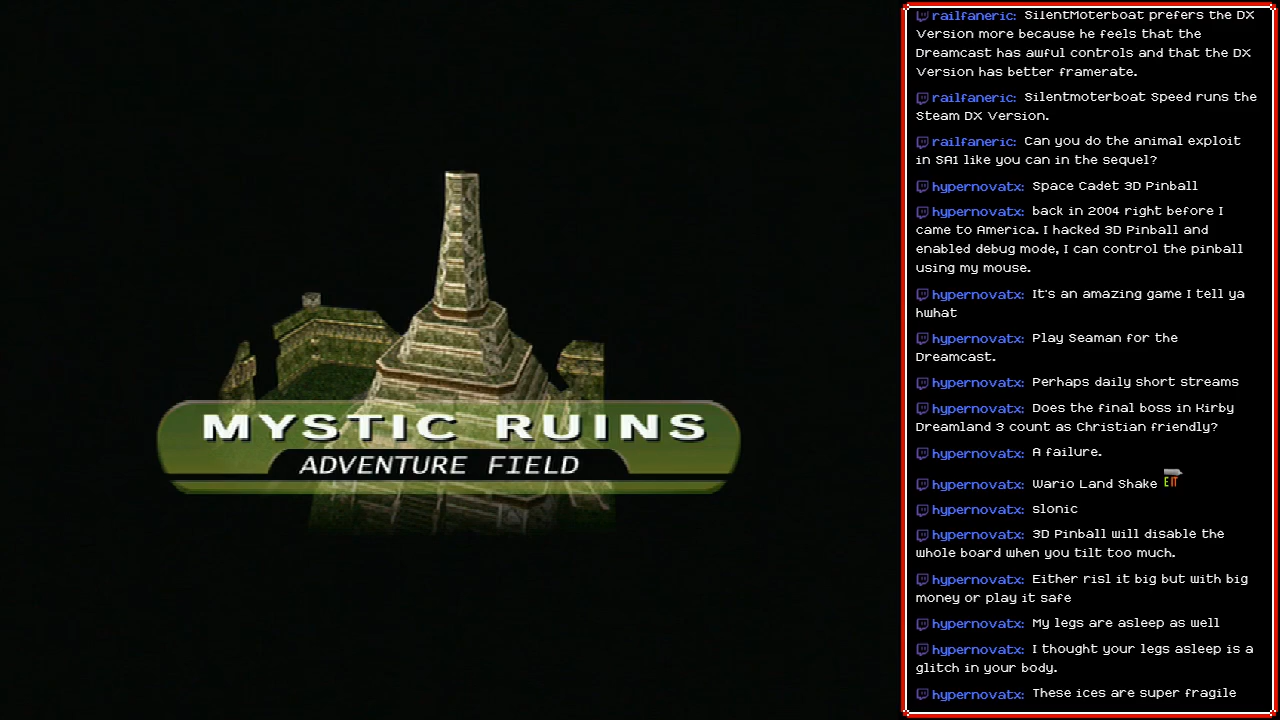 MYSTIC RUINS
ADVENTURE FIELD
railfaneric: SilentMoterboat prefers the DX
Version more because he feels that the
Dreamcast has awful controls and that the DX
Version has better framerate.
railfaneric: Silentmoterboat Speed runs the
Steam DX Version.
railfaneric: Can you do the animal exploit
in SA1 like you can in the sequel?
hypernovatx: Space Cadet 3D Pinball
hypernovatx: back in 2004 right before I
came to America. I hacked 3D Pinball and
enabled debug mode, I can control the pinball
using my mouse.
hypernovatx: It's an amazing game I tell ya
hwhat
hypernovatx: Play Seaman for the
Dreamcast.
hypernovatx: Perhaps daily short streams
hypernovatx: Does the final boss in Kirby
Dreamland 3 count as Christian friendly?
hypernovatx: A failure.
hypernovatx: Wario Land Shake
hypernovatx: slonic
hypernovatx: 3D Pinball will disable the
whole board when you tilt too much.
hypernovatx: Either risl it big but with big
money or play it safe
hypernovatx: My legs are asleep as well
hypernovatx: I thought your legs asleep is a
glitch in your body.
hypernovatx: These ices are super fragile